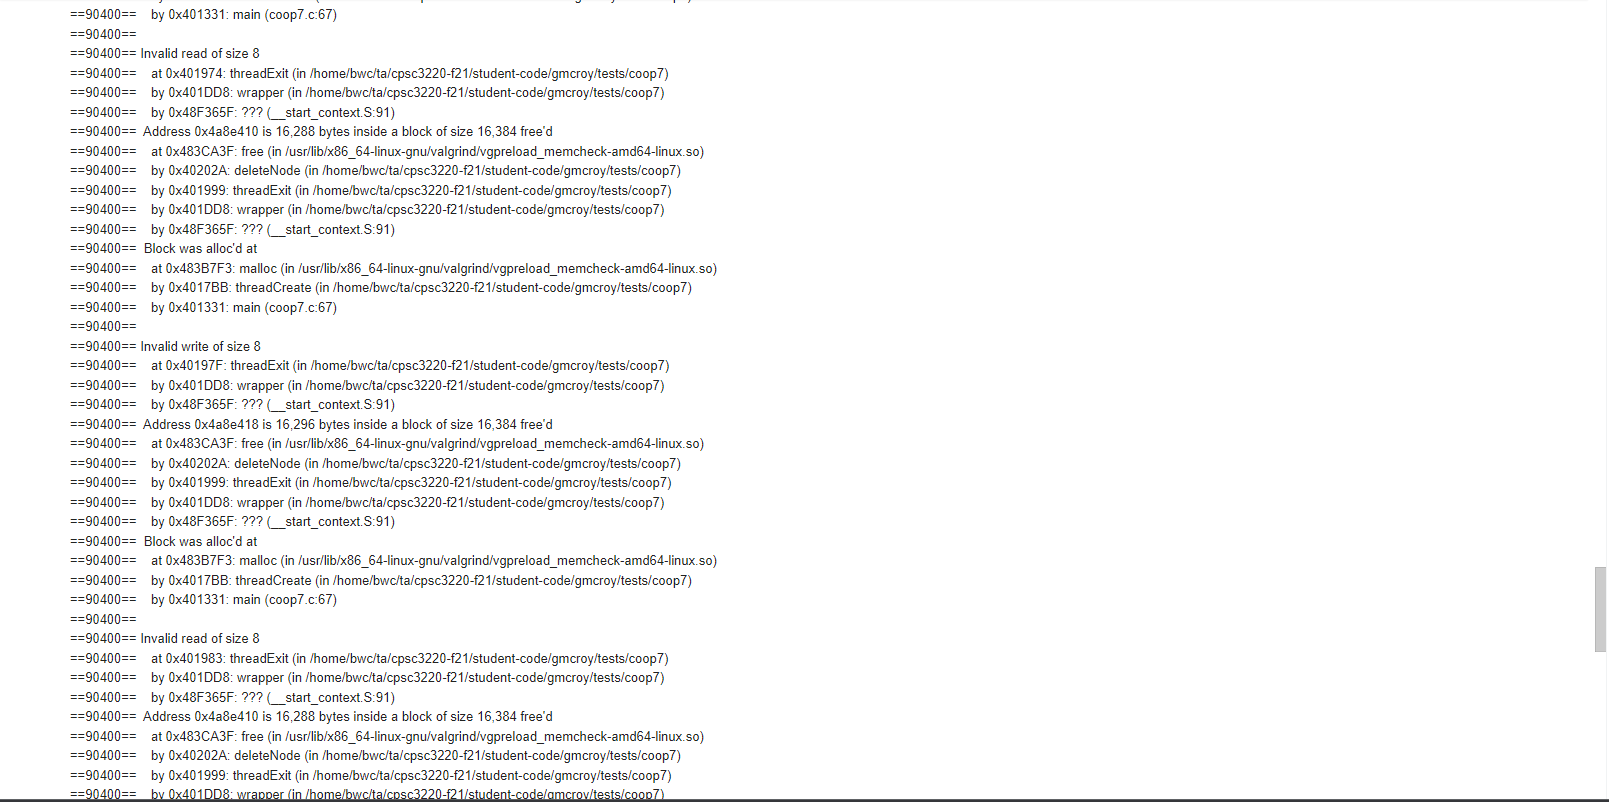 ==90400==    by 0x401331: main (coop7.c:67)
==90400==
==90400== Invalid read of size 8
==90400==    at 0x401974: threadExit (in /home/bwc/ta/cpsc3220-f21/student-code/gmcroy/tests/coop7)
==90400==    by 0x401DD8: wrapper (in /home/bwc/ta/cpsc3220-f21/student-code/gmcroy/tests/coop7)
==90400==    by 0x48F365F: ??? (__start_context.S:91)
==90400==  Address 0x4a8e410 is 16,288 bytes inside a block of size 16,384 free'd
==90400==    at 0x483CA3F: free (in /usr/lib/x86_64-linux-gnu/valgrind/vgpreload_memcheck-amd64-linux.so)
==90400==    by 0x40202A: deleteNode (in /home/bwc/ta/cpsc3220-f21/student-code/gmcroy/tests/coop7)
==90400==    by 0x401999: threadExit (in /home/bwc/ta/cpsc3220-f21/student-code/gmcroy/tests/coop7)
==90400==    by 0x401DD8: wrapper (in /home/bwc/ta/cpsc3220-f21/student-code/gmcroy/tests/coop7)
==90400==    by 0x48F365F: ??? (__start_context.S:91)
==90400==  Block was alloc'd at
==90400==    at 0x483B7F3: malloc (in /usr/lib/x86_64-linux-gnu/valgrind/vgpreload_memcheck-amd64-linux.so)
==90400==    by 0x4017BB: threadCreate (in /home/bwc/ta/cpsc3220-f21/student-code/gmcroy/tests/coop7)
==90400==    by 0x401331: main (coop7.c:67)
==90400==
==90400== Invalid write of size 8
==90400==    at 0x40197F: threadExit (in /home/bwc/ta/cpsc3220-f21/student-code/gmcroy/tests/coop7)
==90400==    by 0x401DD8: wrapper (in /home/bwc/ta/cpsc3220-f21/student-code/gmcroy/tests/coop7)
==90400==    by 0x48F365F: ??? (__start_context.S:91)
==90400==  Address 0x4a8e418 is 16,296 bytes inside a block of size 16,384 free'd
==90400==    at 0x483CA3F: free (in /usr/lib/x86_64-linux-gnu/valgrind/vgpreload_memcheck-amd64-linux.so)
==90400==    by 0x40202A: deleteNode (in /home/bwc/ta/cpsc3220-f21/student-code/gmcroy/tests/coop7)
==90400==    by 0x401999: threadExit (in /home/bwc/ta/cpsc3220-f21/student-code/gmcroy/tests/coop7)
==90400==    by 0x401DD8: wrapper (in /home/bwc/ta/cpsc3220-f21/student-code/gmcroy/tests/coop7)
==90400==    by 0x48F365F: ??? (__start_context.S:91)
==90400==  Block was alloc'd at
==90400==    at 0x483B7F3: malloc (in /usr/lib/x86_64-linux-gnu/valgrind/vgpreload_memcheck-amd64-linux.so)
==90400==    by 0x4017BB: threadCreate (in /home/bwc/ta/cpsc3220-f21/student-code/gmcroy/tests/coop7)
==90400==    by 0x401331: main (coop7.c:67)
==90400==
==90400== Invalid read of size 8
==90400==    at 0x401983: threadExit (in /home/bwc/ta/cpsc3220-f21/student-code/gmcroy/tests/coop7)
==90400==    by 0x401DD8: wrapper (in /home/bwc/ta/cpsc3220-f21/student-code/gmcroy/tests/coop7)
==90400==    by 0x48F365F: ??? (__start_context.S:91)
==90400==  Address 0x4a8e410 is 16,288 bytes inside a block of size 16,384 free'd
==90400==    at 0x483CA3F: free (in /usr/lib/x86_64-linux-gnu/valgrind/vgpreload_memcheck-amd64-linux.so)
==90400==    by 0x40202A: deleteNode (in /home/bwc/ta/cpsc3220-f21/student-code/gmcroy/tests/coop7)
==90400==    by 0x401999: threadExit (in /home/bwc/ta/cpsc3220-f21/student-code/gmcroy/tests/coop7)
==90400==    by 0x401DD8: wrapper (in /home/bwc/ta/cpsc3220-f21/student-code/gmcroy/tests/coop7)